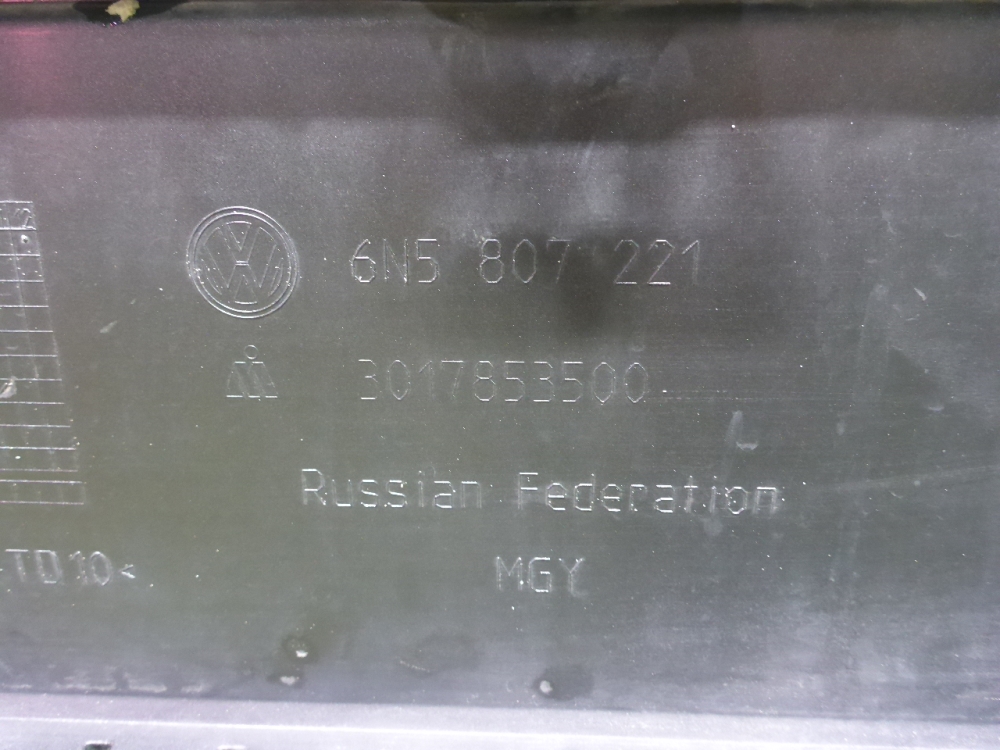 6N5 807 221
3017853500
Russian Federation
TD10<
MGY